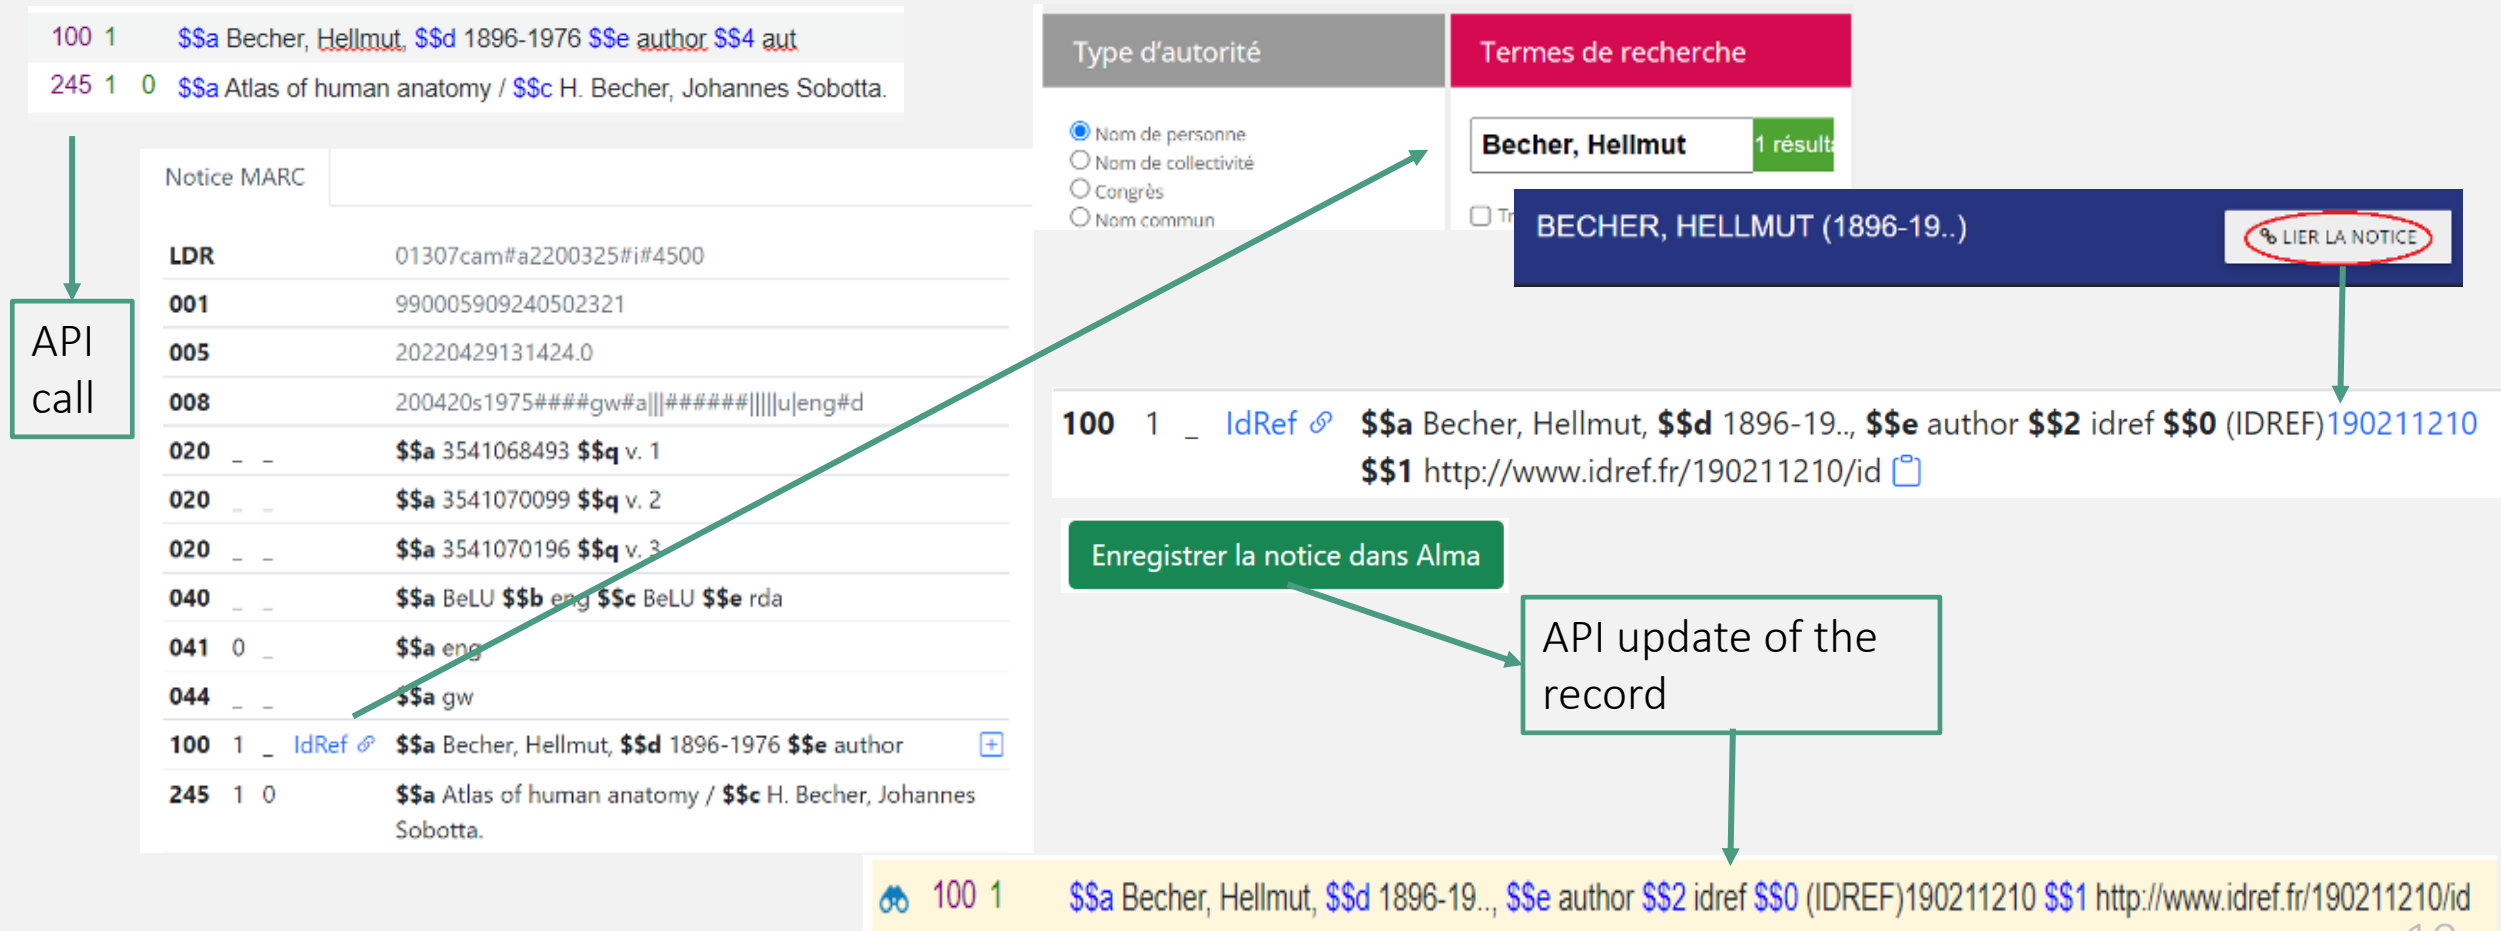 100 1 $$a Becher, Hellmut, $$d 1896-1976 $$e author $$4 aut
245 1 0 $$a Atlas of human anatomy / $$c H. Becher, Johannes Sobotta.
API
call
Notice MARC
LDR 01307cam#a2200325#i#4500
001 990005909240502321
005 20220429131424.0
008 200420s1975####gw#a|||######|||||u|eng#d
020 _ _ $$a 3541068493 $$q v. 1
020 _ _ $$a 3541070099 $$q v. 2
020 _ _ $$a 3541070196 $$q v. 3
040 _ _ $$a BeLU $$b eng $$c BeLU $$e rda
041 0 _ $$a eng
044 _ _ $$a gw
100 1 _ IdRef $$a Becher, Hellmut, $$d 1896-1976 $$e author
245 1 0 $$a Atlas of human anatomy / $$c H. Becher, Johannes
Sobotta.
Type d'autorité
Nom de personne
Nom de collectivité
Congrès
Nom commun
Termes de recherche
Becher, Hellmut 1 résult
BECHER, HELLMUT (1896-19..)
LIER LA NOTICE
100 1 _ IdRef $$a Becher, Hellmut, $$d 1896-19.., $$e author $$2 idref $$0 (IDREF)190211210
$$1 http://www.idref.fr/190211210/id
Enregistrer la notice dans Alma
API update of the
record
100 1 $$a Becher, Hellmut, $$d 1896-19.., $$e author $$2 idref $$0 (IDREF)190211210 $$1 http://www.idref.fr/190211210/id